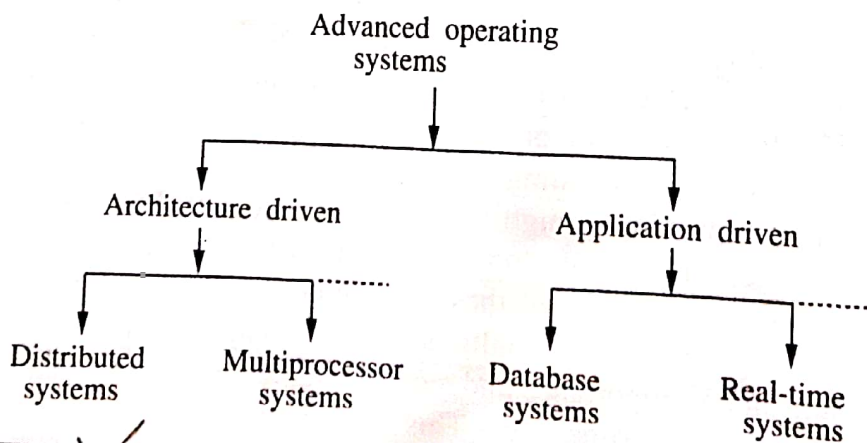 Advanced operating
systems
Architecture driven
Application driven
Distributed
systems
Multiprocessor
systems
Database
systems
Real-time
systems